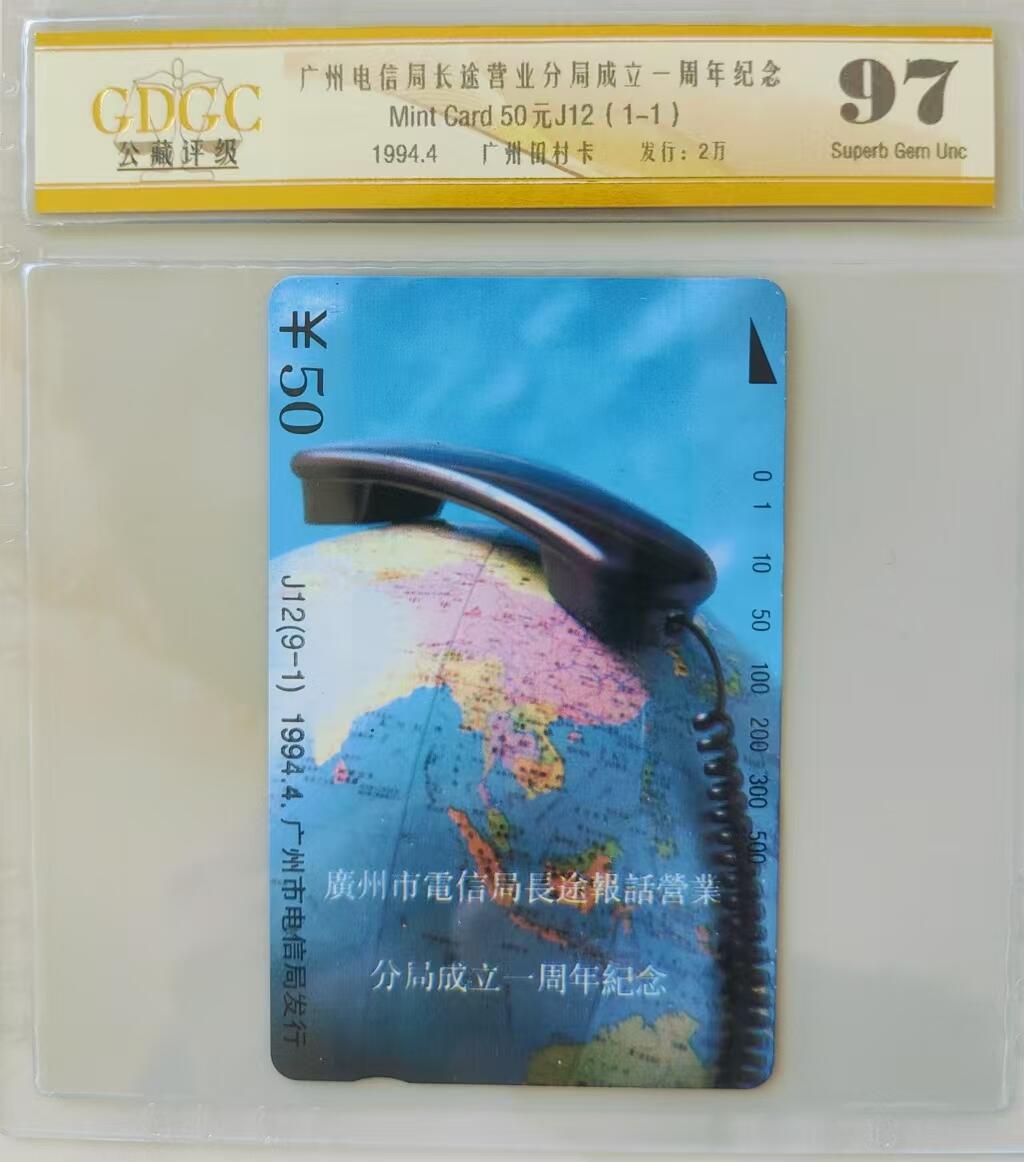 GDGC
公藏评级
广州电信局长途营业分局成立一周年纪念
Mint Card 50元J12（1-1）
1994.4 广州田村卡 发行：2万
97
Superb Gem Unc
¥50
0 1 10 50 100 200 300 500
J12(9-1) 1994.4. 广州市电信局发行
廣州市電信局長途報話營業
分局成立一周年紀念